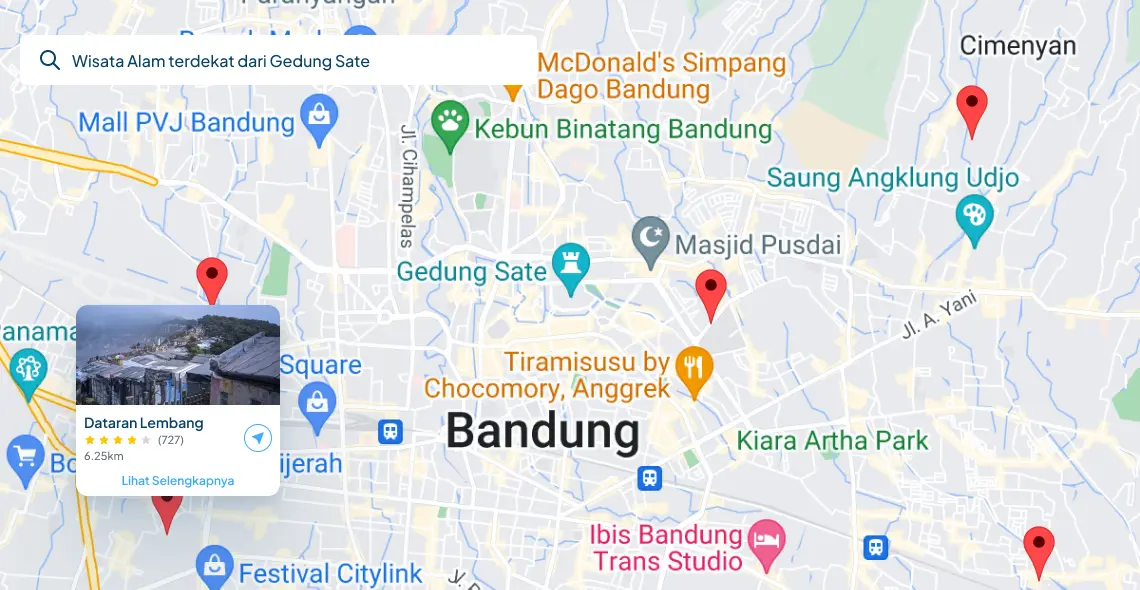 Wisata Alam terdekat dari Gedung Sate
McDonald's Simpang
Dago Bandung
Cimenyan
Mall PVJ Bandung
Kebun Binatang Bandung
Jl. Cihampelas
Saung Angklung Udjo
Masjid Pusdai
Gedung Sate
Jl. A. Yani
Square
Tiramisusu by
Chocomory, Anggrek
Dataran Lembang
(727)
6.25km
Lihat Selengkapnya
Bandung
Kiara Artha Park
ijerah
Ibis Bandung
Trans Studio
Festival Citylink